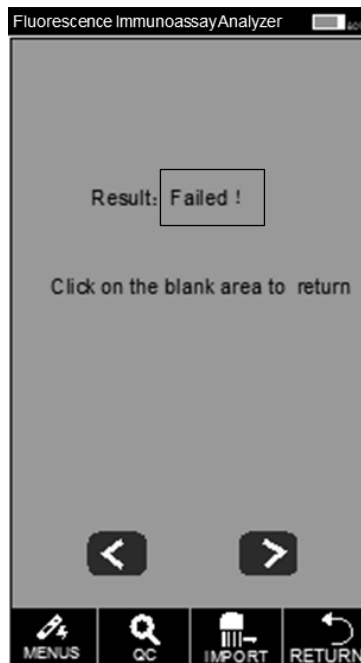 Fluorescence Immunoassay Analyzer
Result: Failed !
Click on the blank area to return
MENUS QC IMPORT RETURN